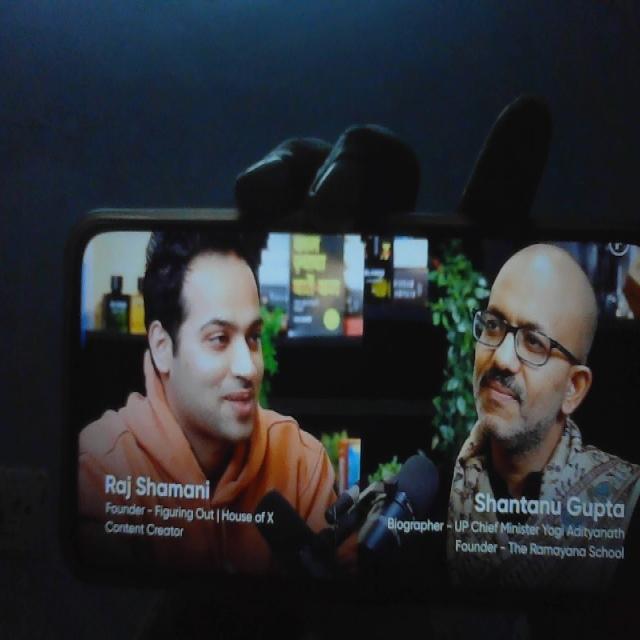 Raj Shamani
Founder - Figuring Out | House of X
Content Creator
Shantanu Gupta
Biographer - UP Chief Minister Yogi Adityanath
Founder - The Ramayana School